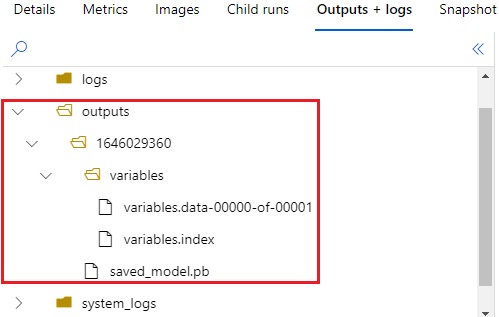 Details Metrics Images Child runs Outputs + logs Snapshot
logs
outputs
1646029360
variables
variables.data-00000-of-00001
variables.index
saved_model.pb
system_logs